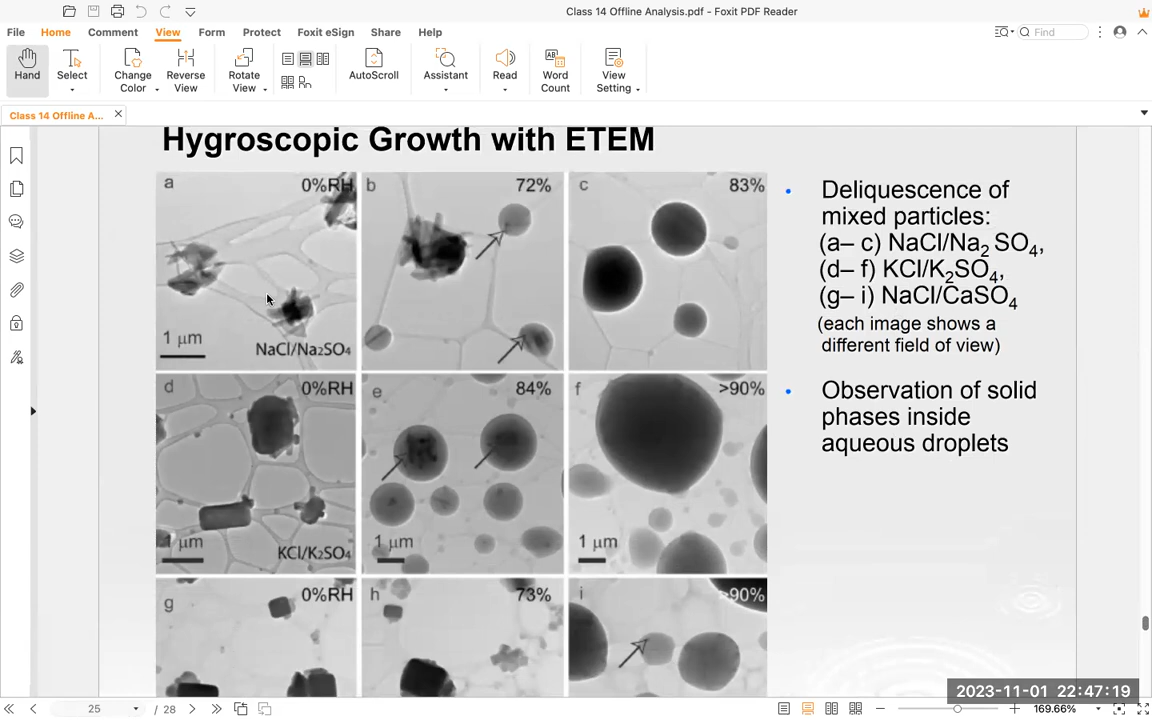 Class 14 Offline Analysis.pdf - Foxit PDF Reader
File Home Comment View Form Protect Foxit eSign Share Help
Find
Hand
Select
Change Color
Reverse View
Rotate View
AutoScroll
Assistant
Read
Word Count
View Setting
Class 14 Offline A...
Hygroscopic Growth with ETEM
a 0%RH
1 µm
NaCl/Na₂SO₄
b 72%
c 83%
d 0%RH
1 µm
KCl/K₂SO₄
e 84%
1 µm
f >90%
1 µm
g 0%RH
h 73%
i >90%
• Deliquescence of
mixed particles:
(a– c) NaCl/Na₂ SO₄,
(d– f) KCl/K₂SO₄,
(g– i) NaCl/CaSO₄
(each image shows a
different field of view)
• Observation of solid
phases inside
aqueous droplets
2023-11-01 22:47:19
25 / 28
169.66%